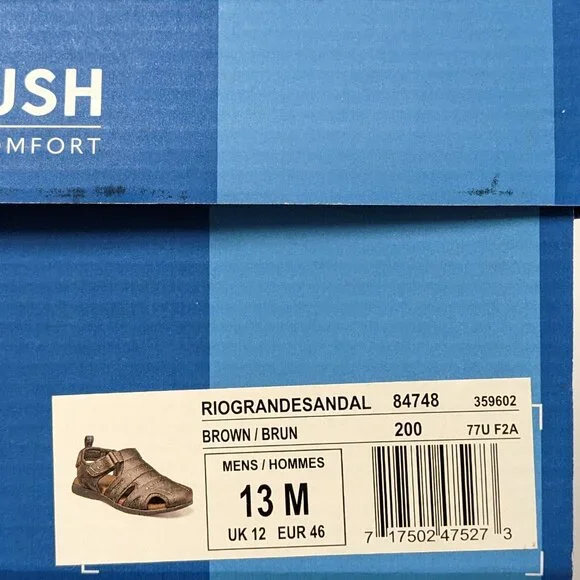 USH
OMFORT
RIOGRANDESANDAL 84748 359602
BROWN / BRUN 200 77U F2A
MENS / HOMMES
13 M
UK 12 EUR 46
7 17502 47527 3